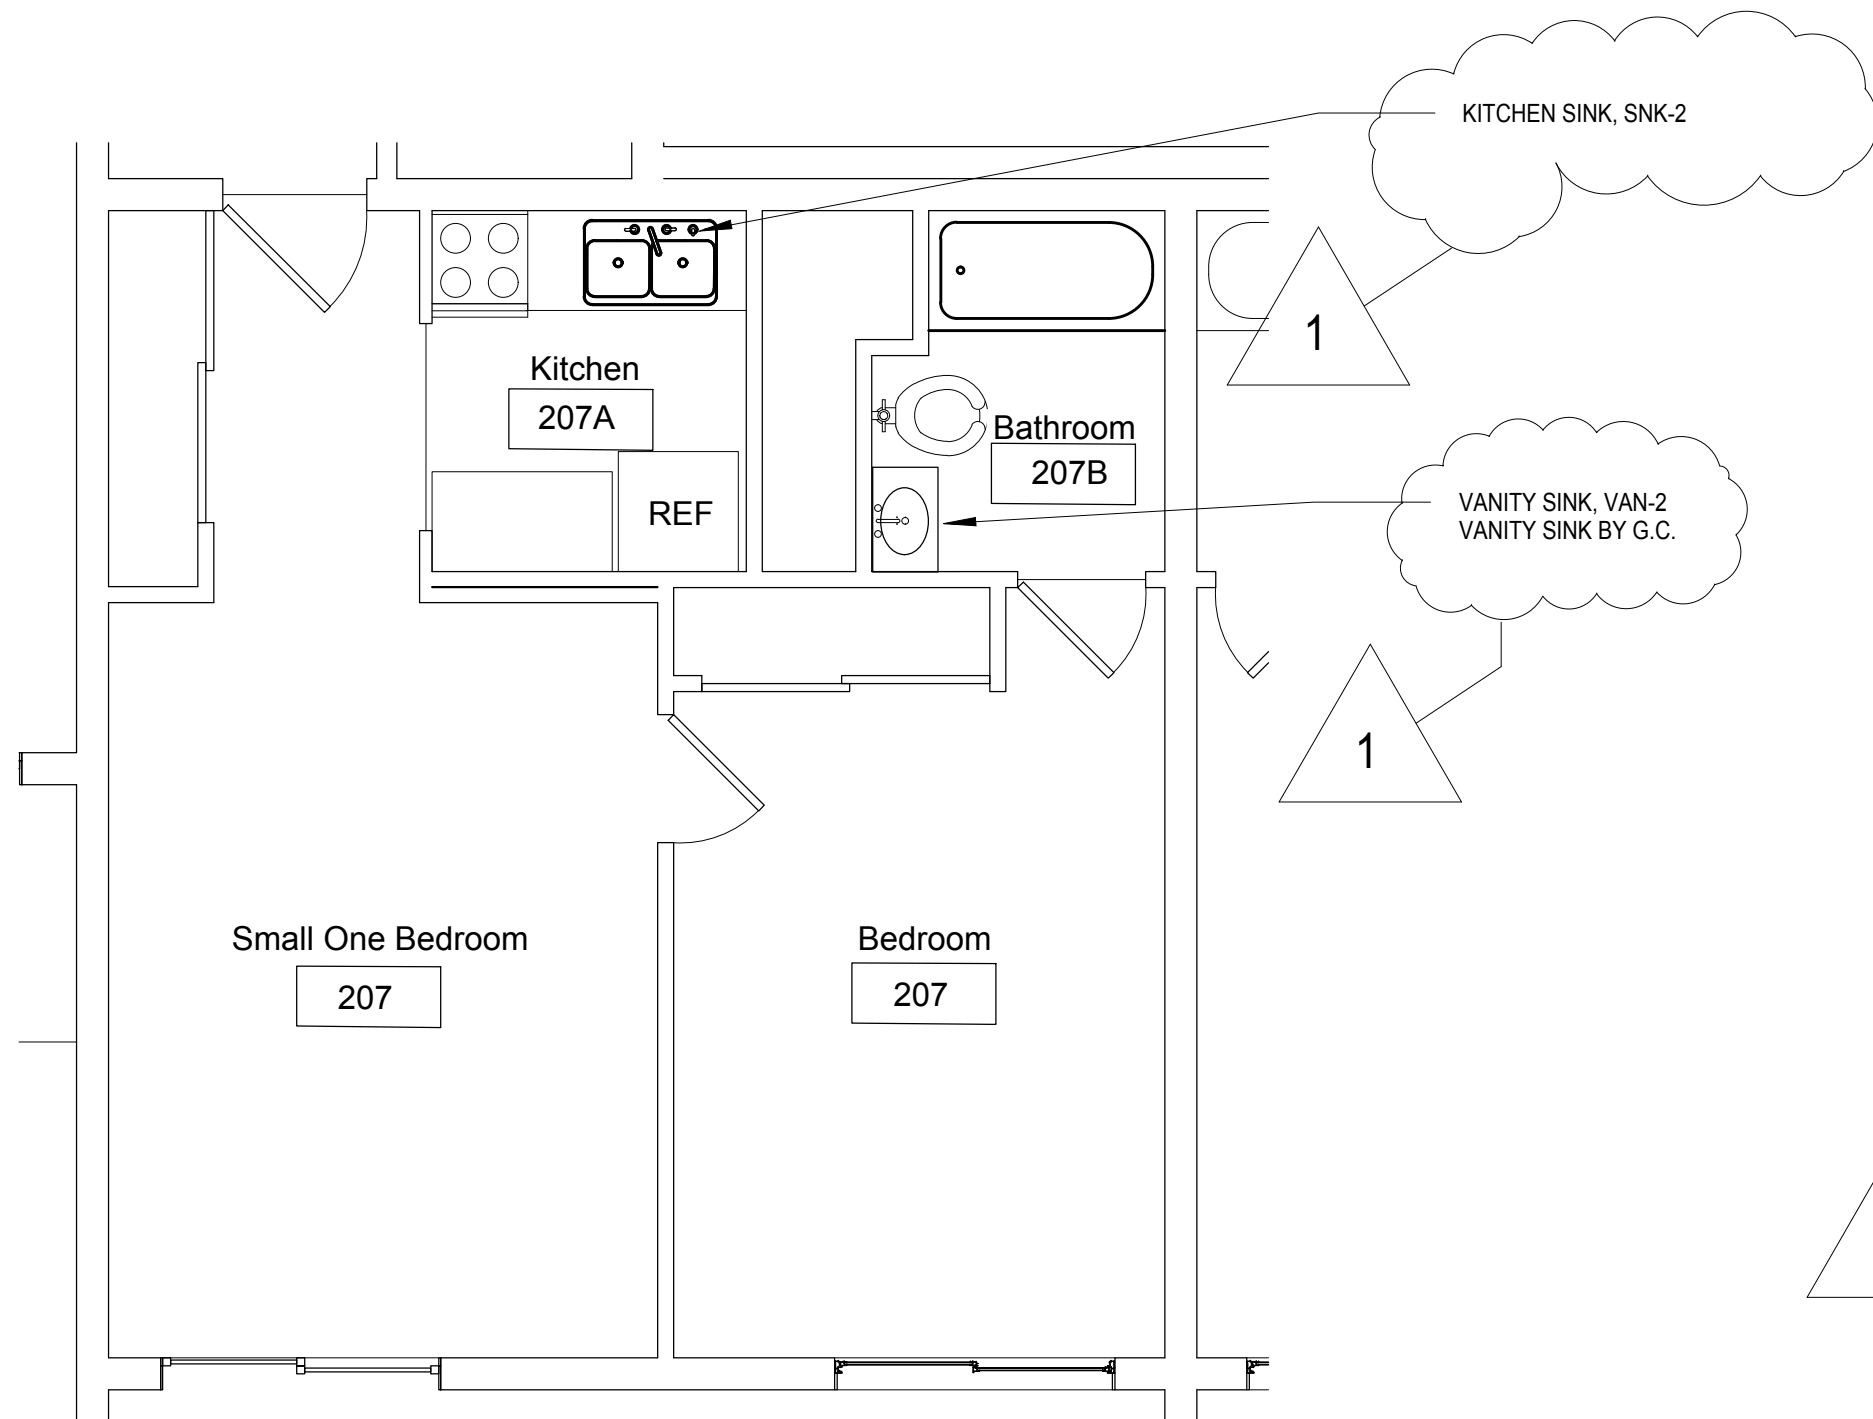 KITCHEN SINK, SNK-2
1
Kitchen
207A
Bathroom
207B
REF
VANITY SINK, VAN-2
VANITY SINK BY G.C.
1
Small One Bedroom
207
Bedroom
207